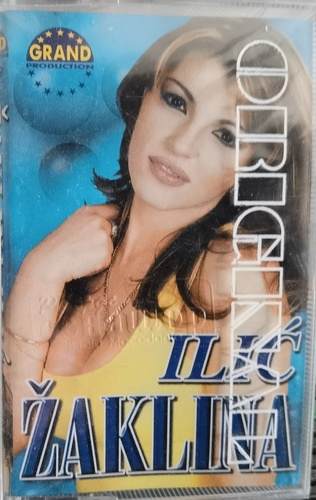 GRAND
PRODUCTION
ORIGINAL
ILIĆ
ŽAKLINA